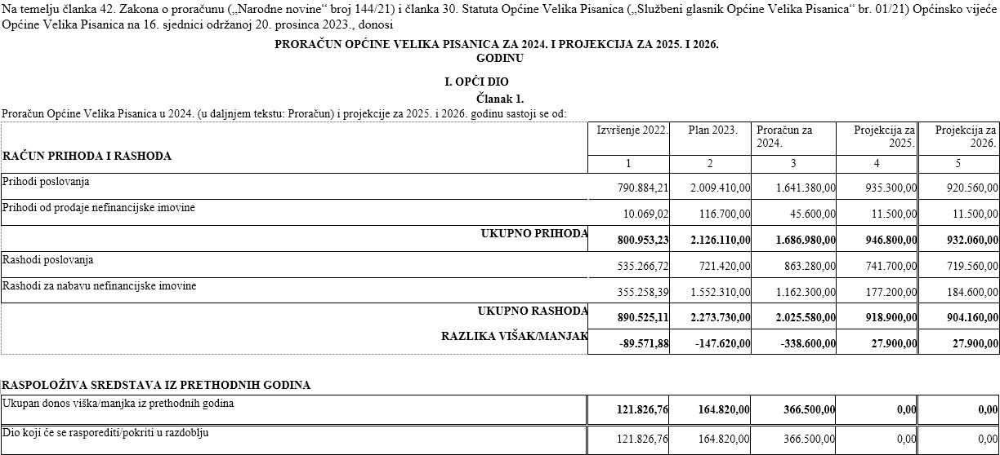 Na temelju članka 42. Zakona o proračunu („Narodne novine“ broj 144/21) i članka 30. Statuta Općine Velika Pisanica („Službeni glasnik Općine Velika Pisanica“ br. 01/21) Općinsko vijeće
Općine Velika Pisanica na 16. sjednici održanoj 20. prosinca 2023., donosi
PRORAČUN OPĆINE VELIKA PISANICA ZA 2024. I PROJEKCIJA ZA 2025. I 2026.
GODINU
I. OPĆI DIO
Članak 1.
Proračun Općine Velika Pisanica u 2024. (u daljnjem tekstu: Proračun) i projekcije za 2025. i 2026. godinu sastoji se od:
RAČUN PRIHODA I RASHODA Izvršenje 2022. Plan 2023. Proračun za 2024. Projekcija za 2025. Projekcija za 2026.
1 2 3 4 5
Prihodi poslovanja 790.884,21 2.009.410,00 1.641.380,00 935.300,00 920.560,00
Prihodi od prodaje nefinancijske imovine 10.069,02 116.700,00 45.600,00 11.500,00 11.500,00
UKUPNO PRIHODA 800.953,23 2.126.110,00 1.686.980,00 946.800,00 932.060,00
Rashodi poslovanja 535.266,72 721.420,00 863.280,00 741.700,00 719.560,00
Rashodi za nabavu nefinancijske imovine 355.258,39 1.552.310,00 1.162.300,00 177.200,00 184.600,00
UKUPNO RASHODA 890.525,11 2.273.730,00 2.025.580,00 918.900,00 904.160,00
RAZLIKA VIŠAK/MANJAK -89.571,88 -147.620,00 -338.600,00 27.900,00 27.900,00
RASPOLOŽIVA SREDSTAVA IZ PRETHODNIH GODINA
Ukupan donos viška/manjka iz prethodnih godina 121.826,76 164.820,00 366.500,00 0,00 0,00
Dio koji će se rasporediti/pokriti u razdoblju 121.826,76 164.820,00 366.500,00 0,00 0,00